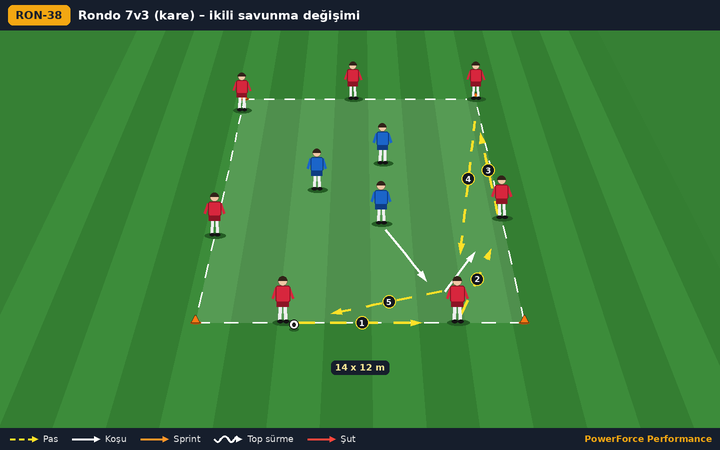 RON-38 Rondo 7v3 (kare) – ikili savunma değişimi
3
4
2
5
1
14 x 12 m
Pas Koşu Sprint Top sürme Şut PowerForce Performance